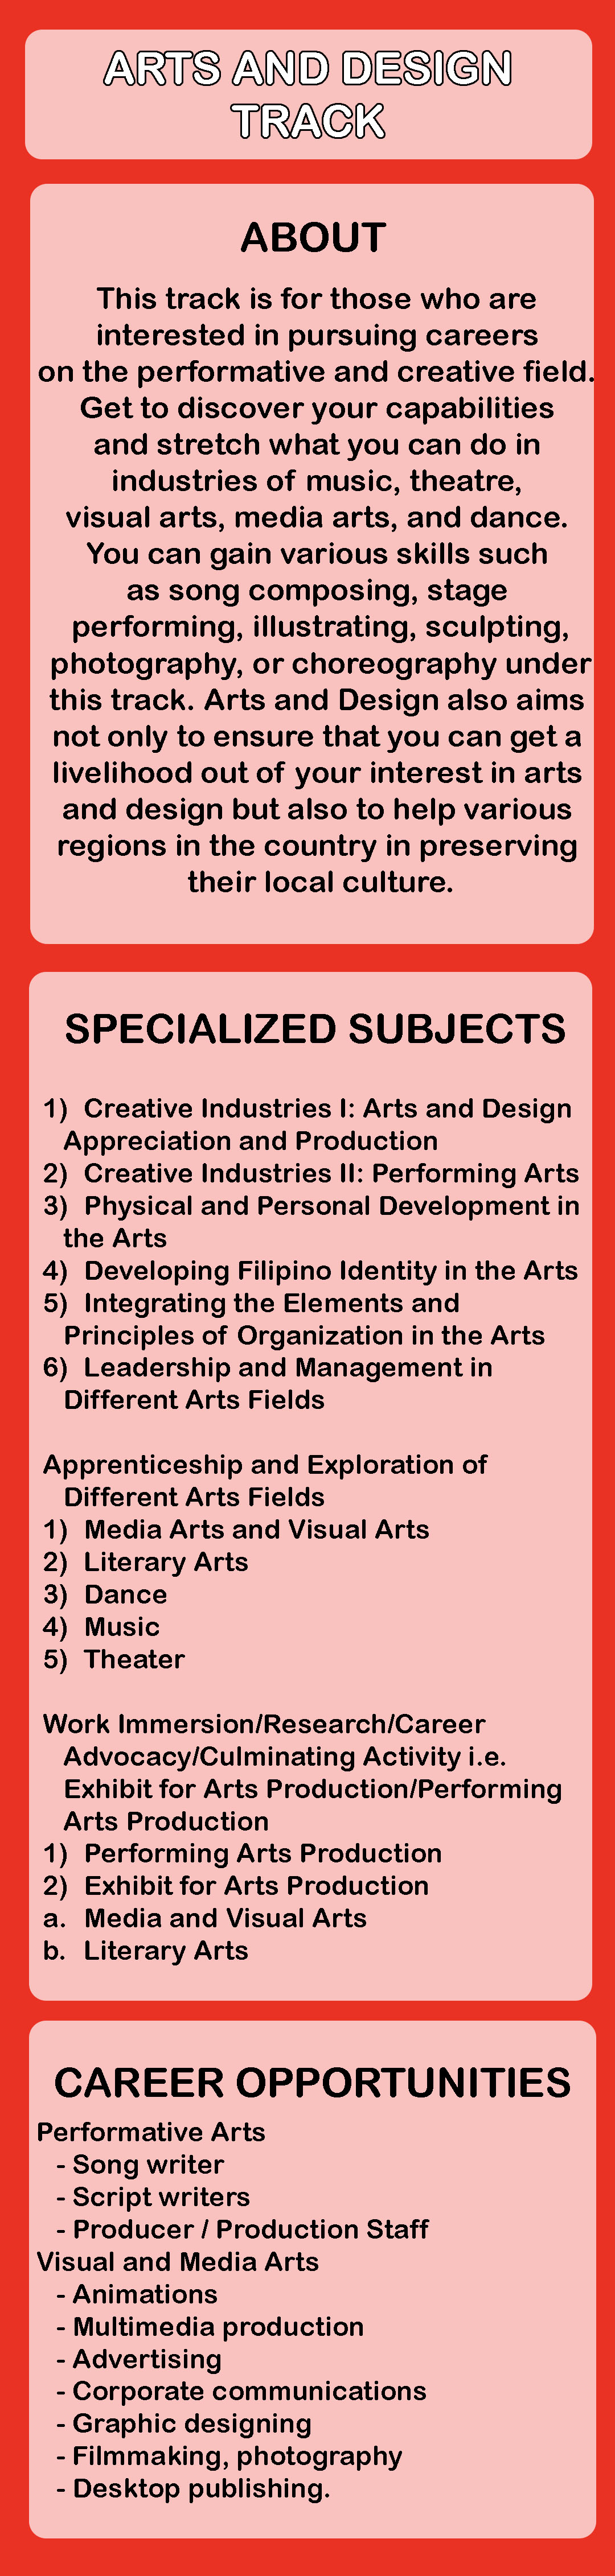 ARTS AND DESIGN
TRACK
ABOUT
This track is for those who are
interested in pursuing careers
on the performative and creative field.
Get to discover your capabilities
and stretch what you can do in
industries of music, theatre,
visual arts, media arts, and dance.
You can gain various skills such
as song composing, stage
performing, illustrating, sculpting,
photography, or choreography under
this track. Arts and Design also aims
not only to ensure that you can get a
livelihood out of your interest in arts
and design but also to help various
regions in the country in preserving
their local culture.
SPECIALIZED SUBJECTS
1) Creative Industries I: Arts and Design
Appreciation and Production
2) Creative Industries II: Performing Arts
3) Physical and Personal Development in
the Arts
4) Developing Filipino Identity in the Arts
5) Integrating the Elements and
Principles of Organization in the Arts
6) Leadership and Management in
Different Arts Fields
Apprenticeship and Exploration of
Different Arts Fields
1) Media Arts and Visual Arts
2) Literary Arts
3) Dance
4) Music
5) Theater
Work Immersion/Research/Career
Advocacy/Culminating Activity i.e.
Exhibit for Arts Production/Performing
Arts Production
1) Performing Arts Production
2) Exhibit for Arts Production
a. Media and Visual Arts
b. Literary Arts
CAREER OPPORTUNITIES
Performative Arts
- Song writer
- Script writers
- Producer / Production Staff
Visual and Media Arts
- Animations
- Multimedia production
- Advertising
- Corporate communications
- Graphic designing
- Filmmaking, photography
- Desktop publishing.